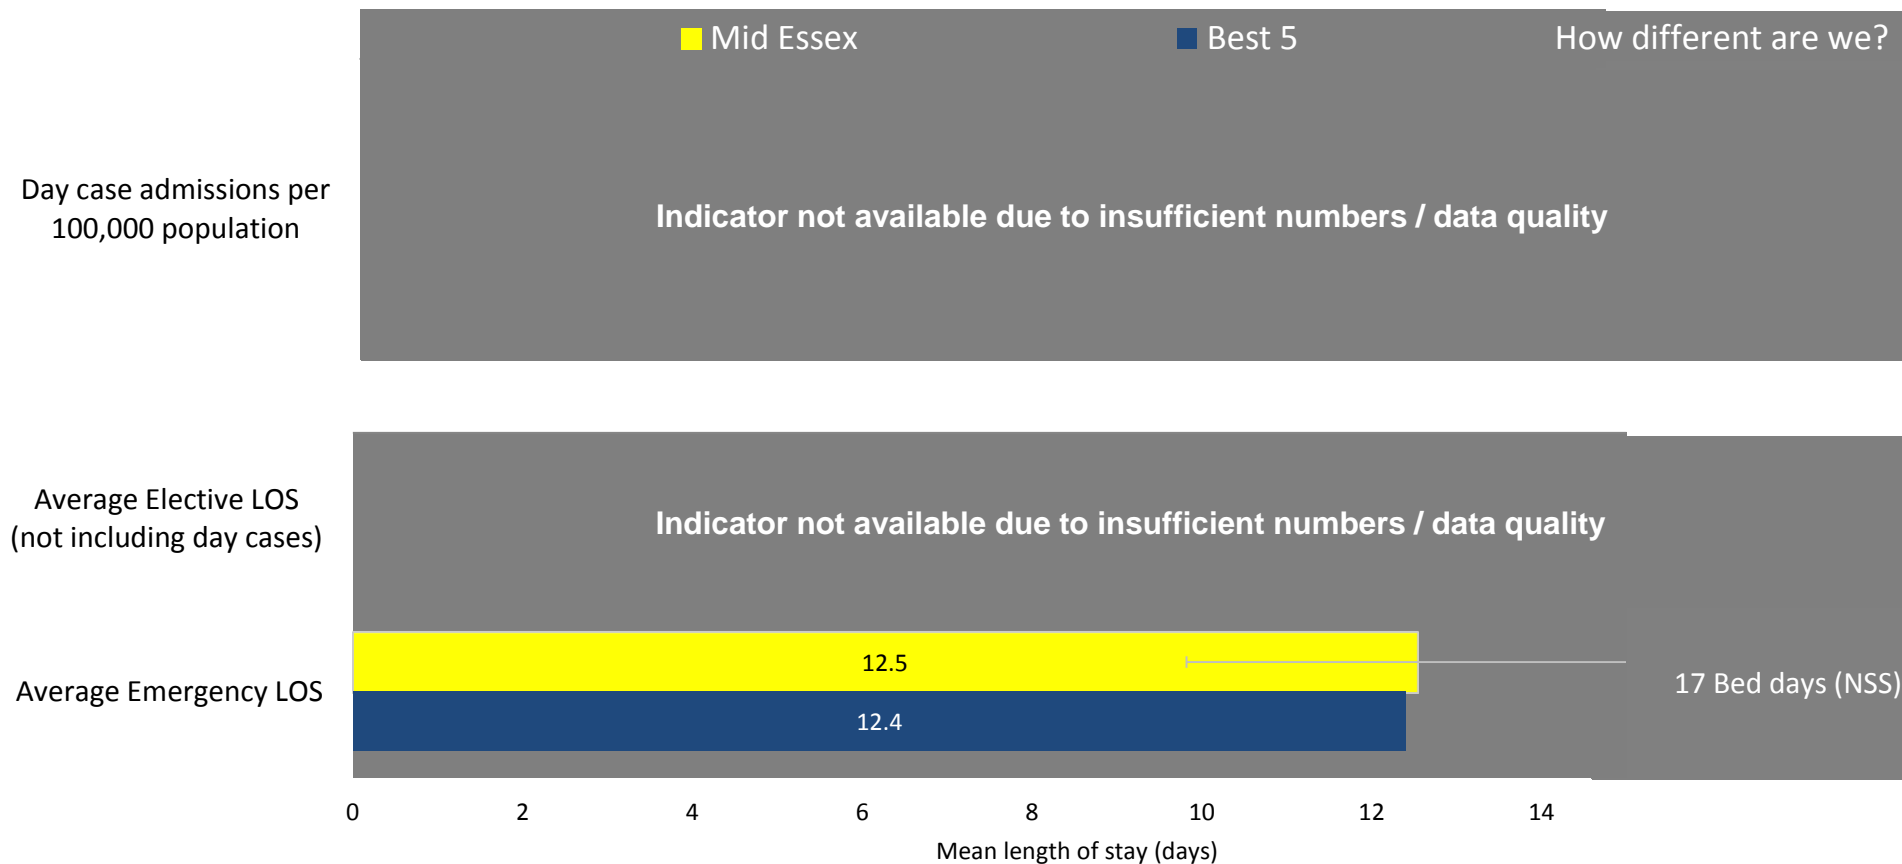 Mid Essex
Best 5
How different are we?
Day case admissions per
100,000 population
Indicator not available due to insufficient numbers / data quality
Average Elective LOS
(not including day cases)
Indicator not available due to insufficient numbers / data quality
Average Emergency LOS
12.5
12.4
17 Bed days (NSS)
0 2 4 6 8 10 12 14
Mean length of stay (days)